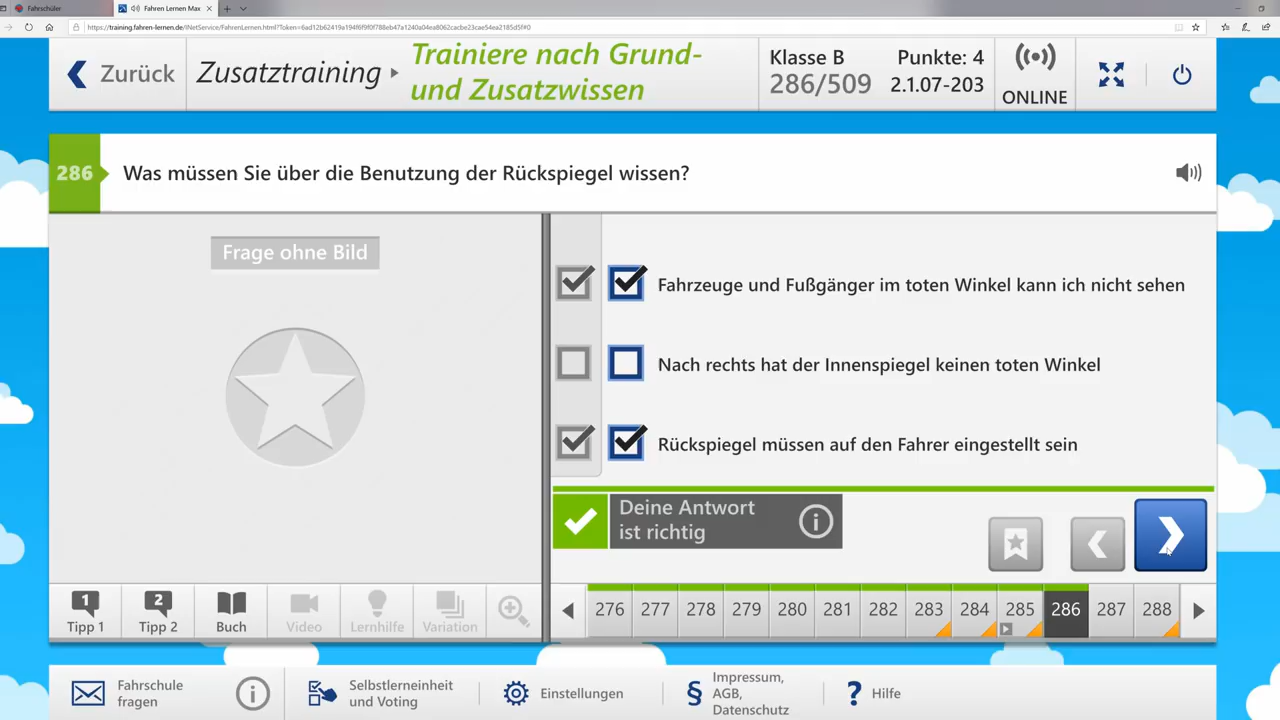 Fahrschüler
Fahren Lernen Max
https://training.fahren-lernen.de/INetService/FahrenLernen.html?Token=6ad12b62419a194f6f9f0f788eb47a1240a04ea8062cacbe23cae54ea2185d5f#0
Zurück
Zusatztraining
Trainiere nach Grund-
und Zusatzwissen
Klasse B
286/509
Punkte: 4
2.1.07-203
ONLINE
286
Was müssen Sie über die Benutzung der Rückspiegel wissen?
Frage ohne Bild
Fahrzeuge und Fußgänger im toten Winkel kann ich nicht sehen
Nach rechts hat der Innenspiegel keinen toten Winkel
Rückspiegel müssen auf den Fahrer eingestellt sein
Deine Antwort
ist richtig
1 Tipp 1
2 Tipp 2
Buch
Video
Lernhilfe
Variation
276 277 278 279 280 281 282 283 284 285 286 287 288
Fahrschule
fragen
Selbstlerneinheit
und Voting
Einstellungen
§ Impressum,
AGB,
Datenschutz
? Hilfe